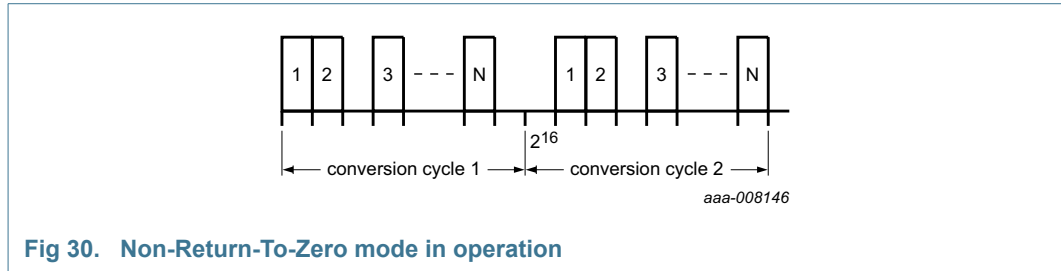 1 2 3 - - - N 1 2 3 - - - N
2^16
conversion cycle 1 conversion cycle 2
aaa-008146
Fig 30. Non-Return-To-Zero mode in operation